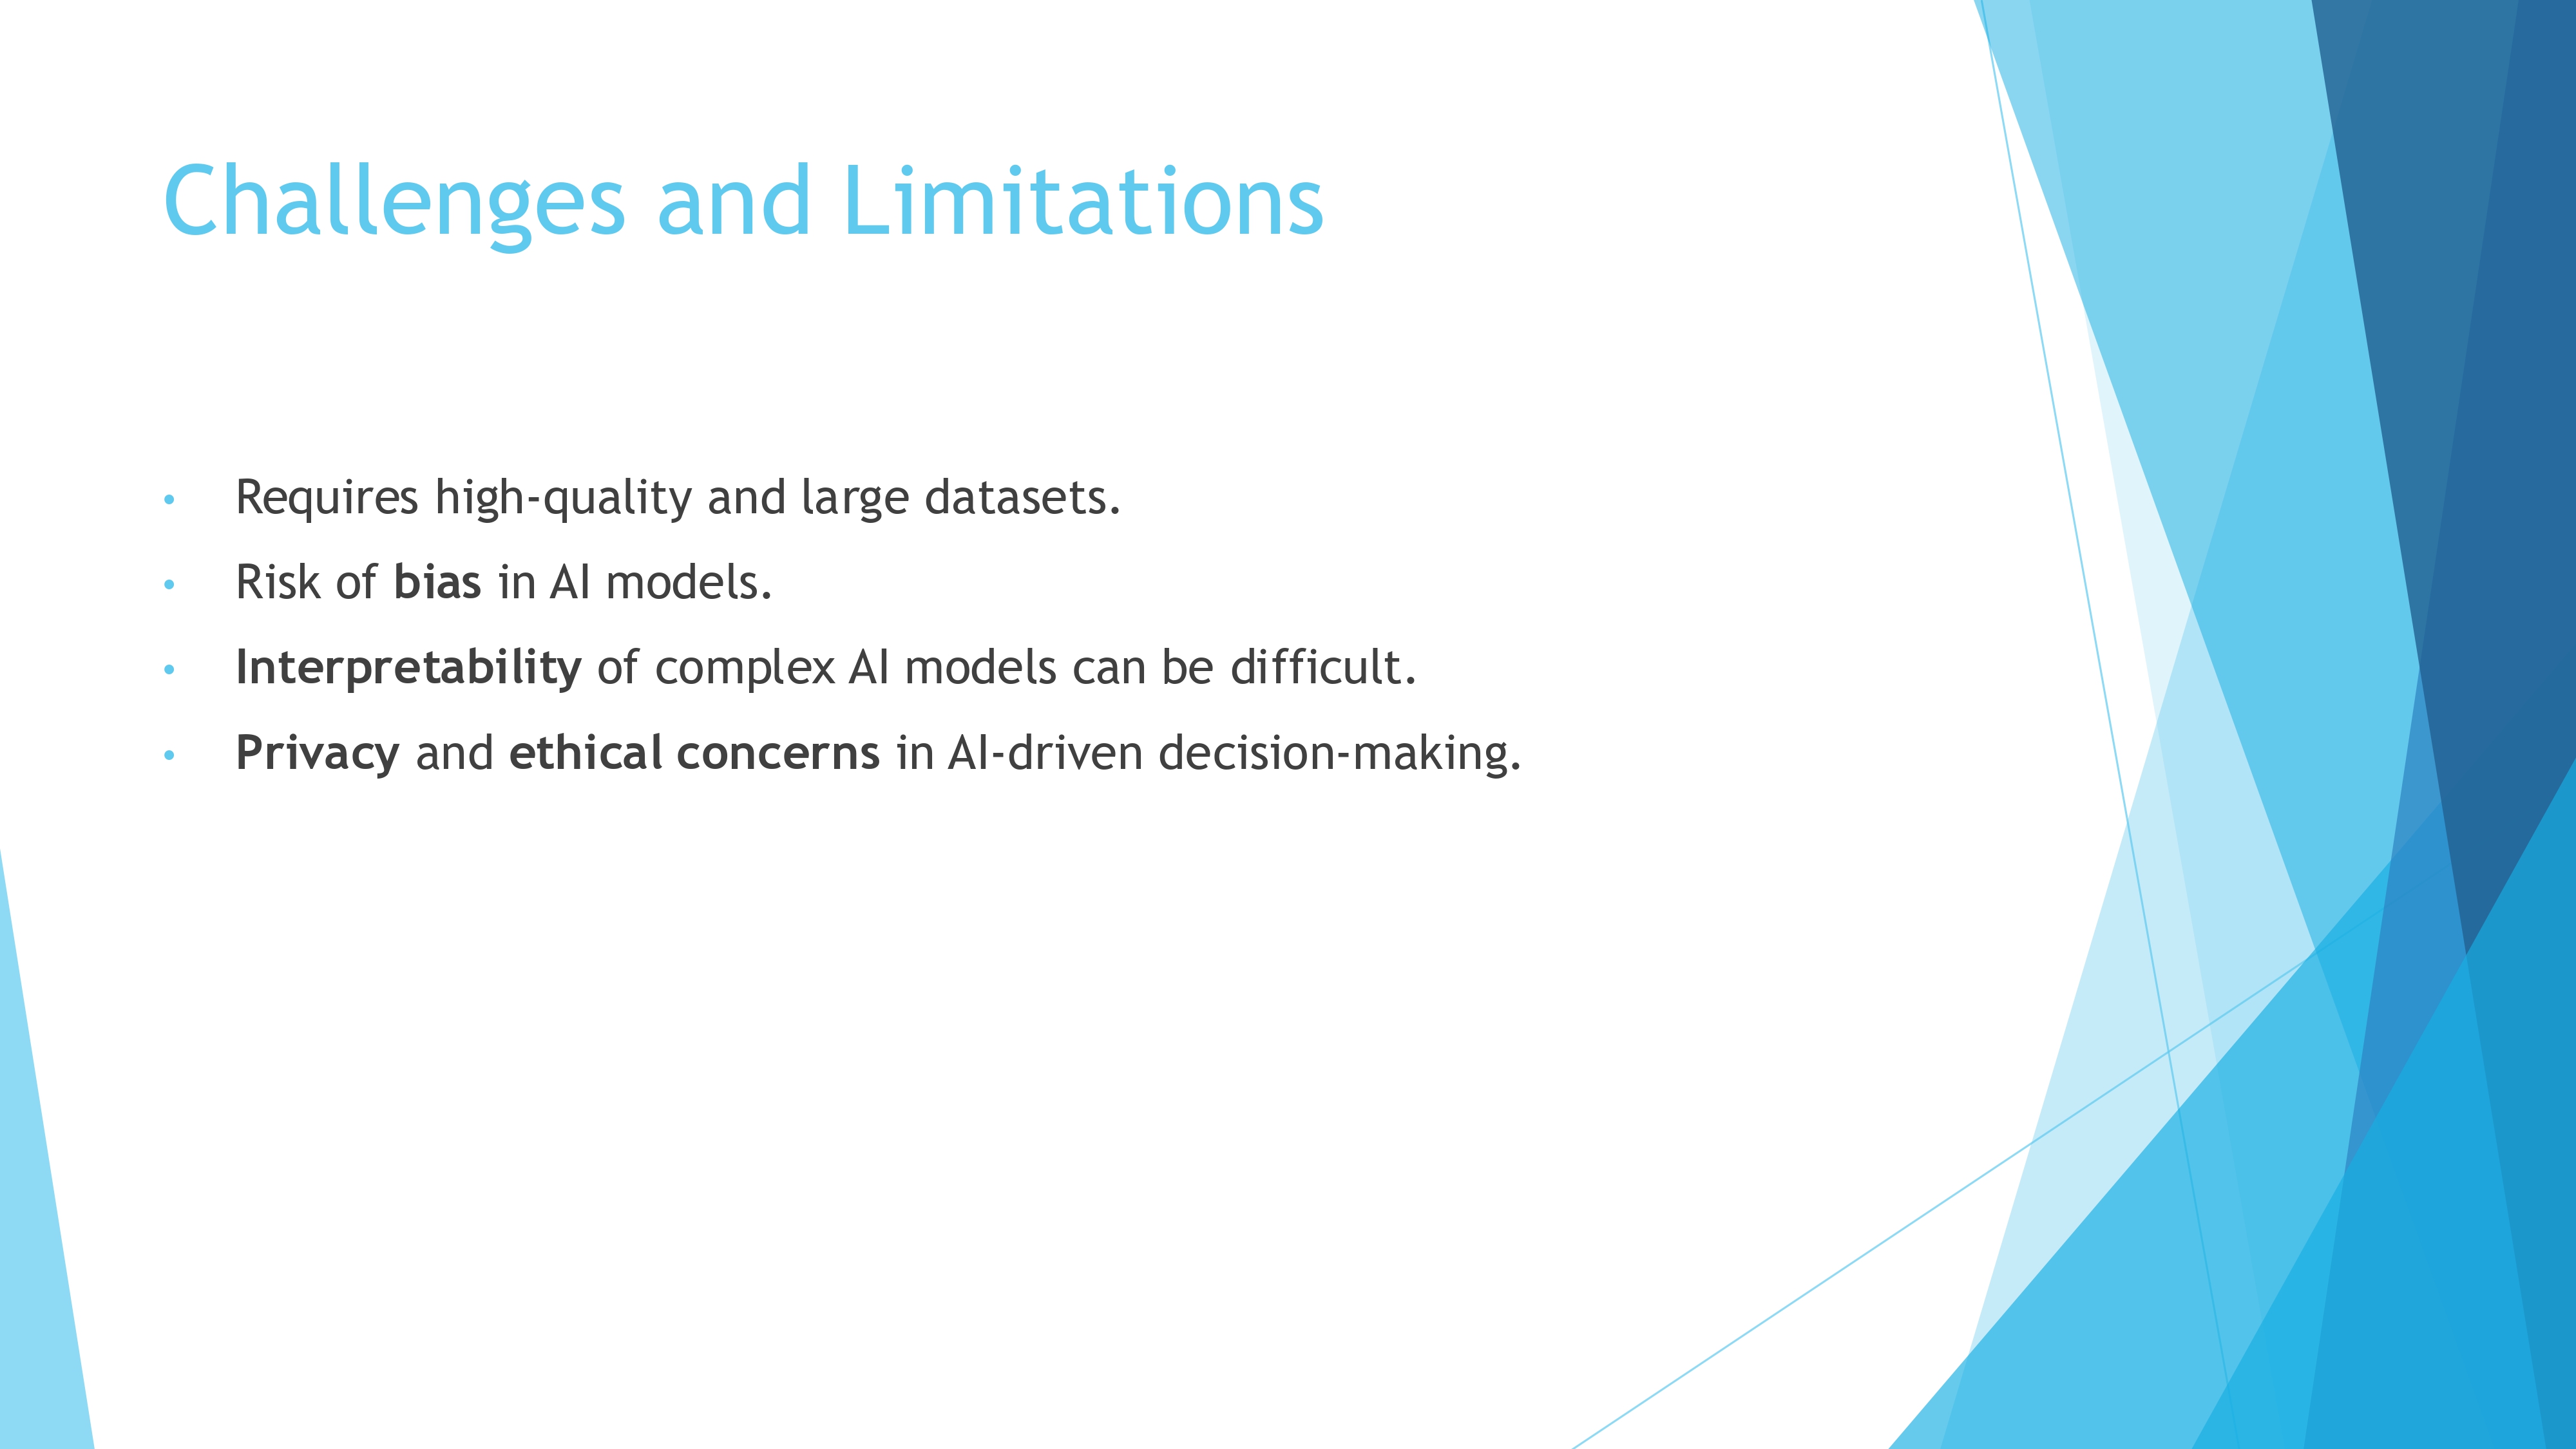 Challenges and Limitations
• Requires high-quality and large datasets.
• Risk of bias in AI models.
• Interpretability of complex AI models can be difficult.
• Privacy and ethical concerns in AI-driven decision-making.